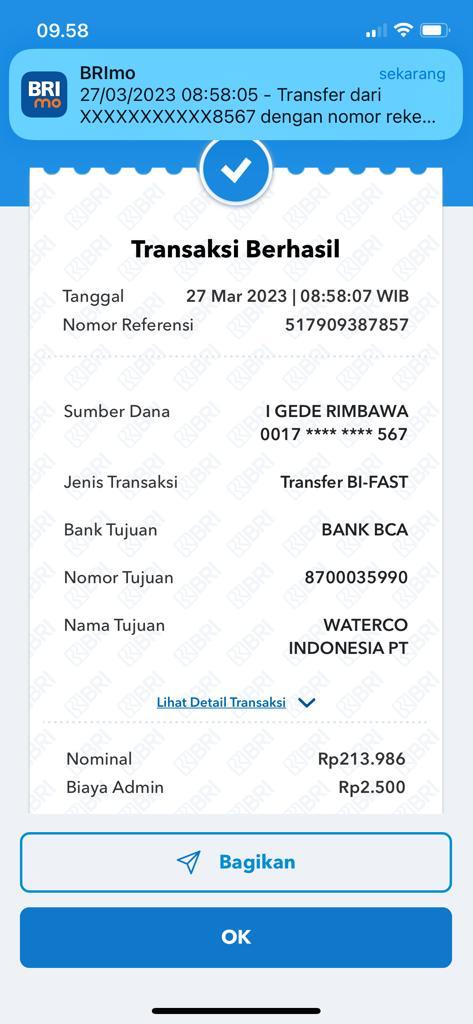 09.58
BRI
mo
BRImo
sekarang
27/03/2023 08:58:05 - Transfer dari
XXXXXXXXXXX8567 dengan nomor reke...
Transaksi Berhasil
Tanggal 27 Mar 2023 | 08:58:07 WIB
Nomor Referensi 517909387857
Sumber Dana I GEDE RIMBAWA
0017 **** **** 567
Jenis Transaksi Transfer BI-FAST
Bank Tujuan BANK BCA
Nomor Tujuan 8700035990
Nama Tujuan WATERCO
INDONESIA PT
Lihat Detail Transaksi
Nominal Rp213.986
Biaya Admin Rp2.500
Bagikan
OK